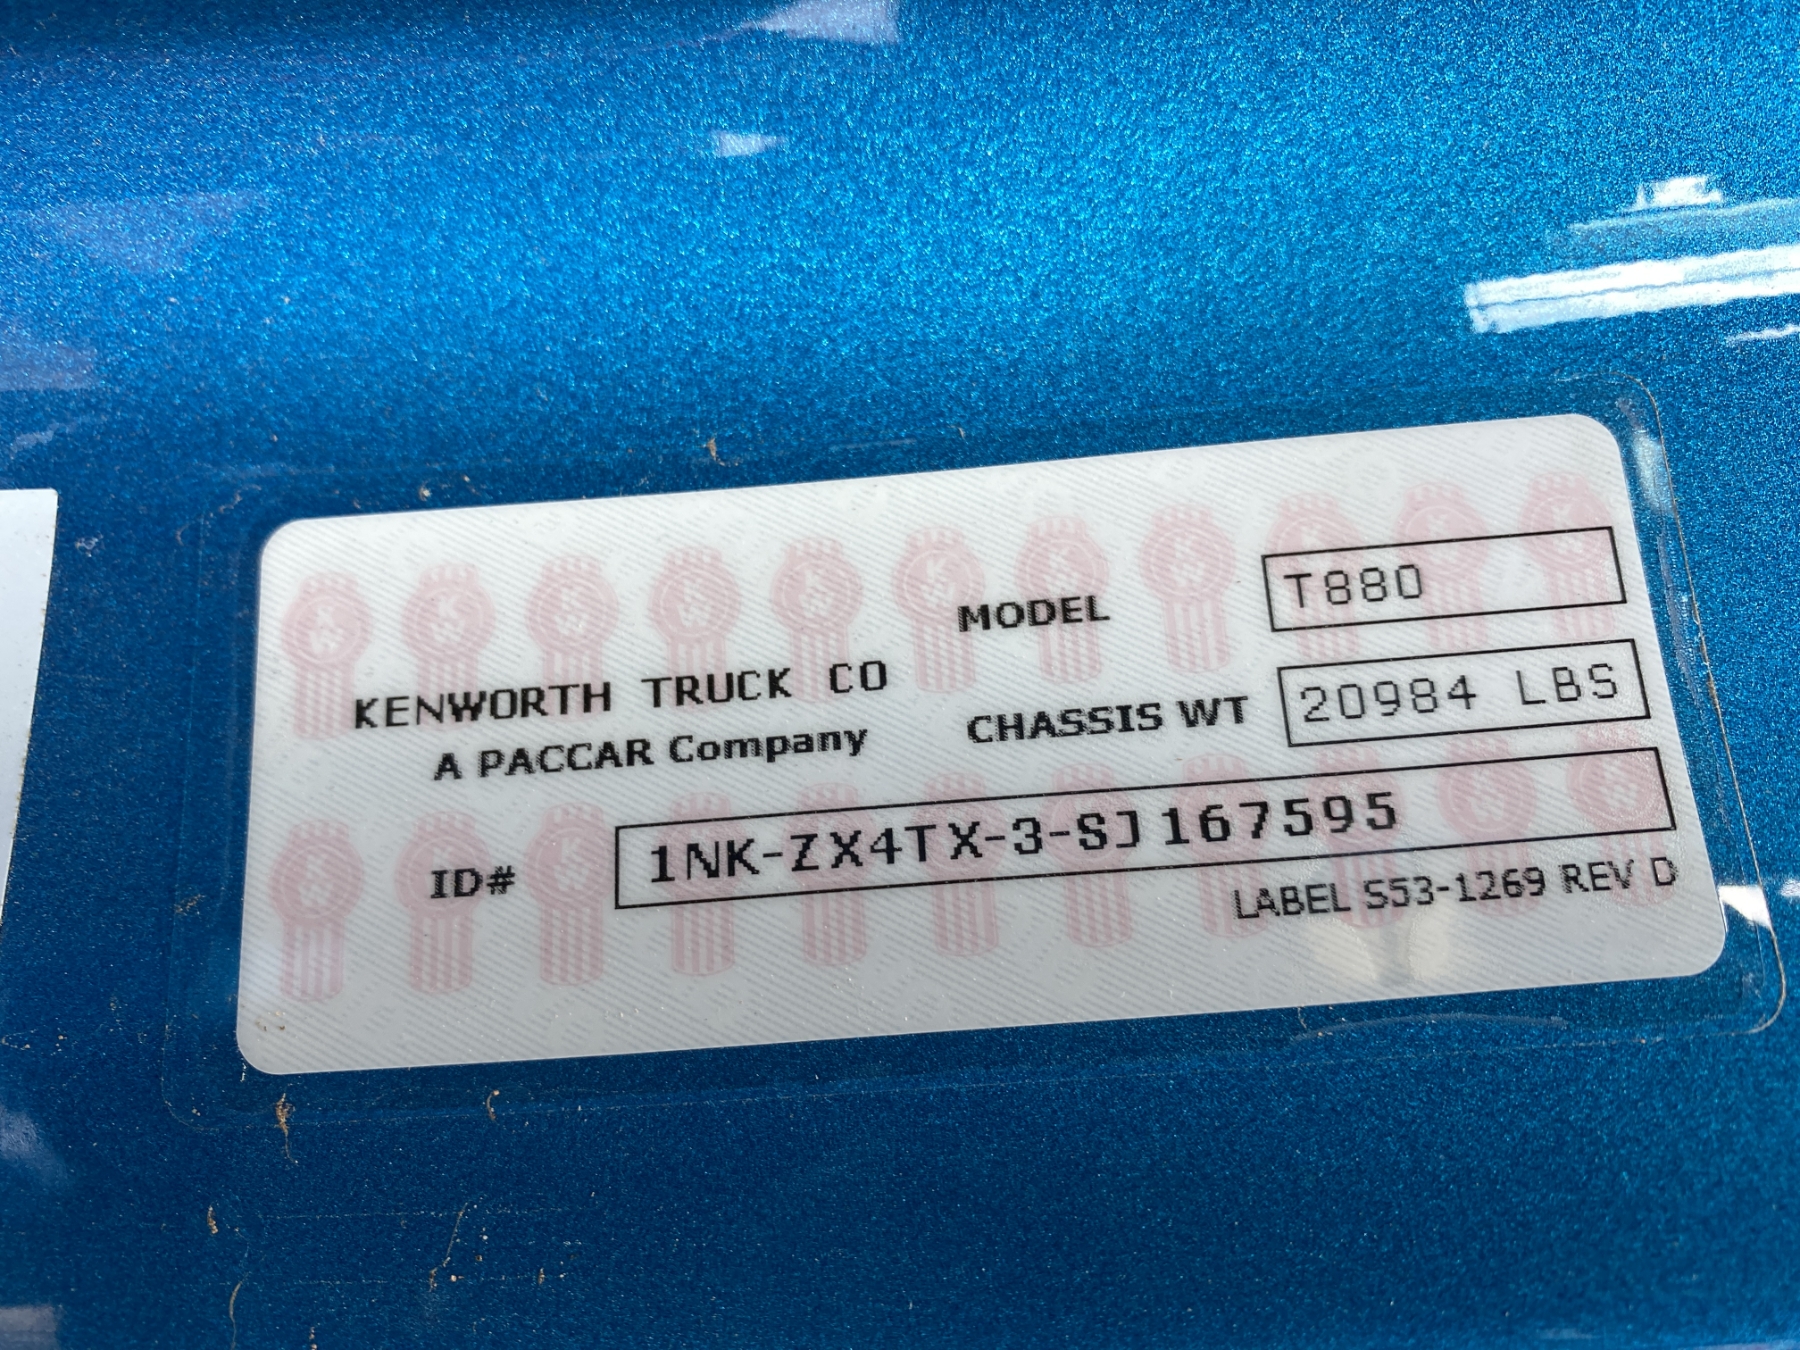 MODEL T880
KENWORTH TRUCK CO
A PACCAR Company
CHASSIS WT 20984 LBS
ID# 1NK-ZX4TX-3-SJ167595
LABEL S53-1269 REV D